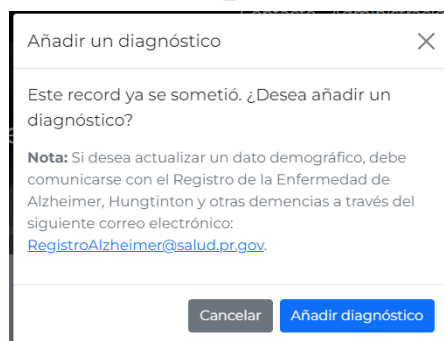 Añadir un diagnóstico
Este record ya se sometió. ¿Desea añadir un
diagnóstico?
Nota: Si desea actualizar un dato demográfico, debe
comunicarse con el Registro de la Enfermedad de
Alzheimer, Hungtinton y otras demencias a través del
siguiente correo electrónico:
RegistroAlzheimer@salud.pr.gov.
Cancelar Añadir diagnóstico